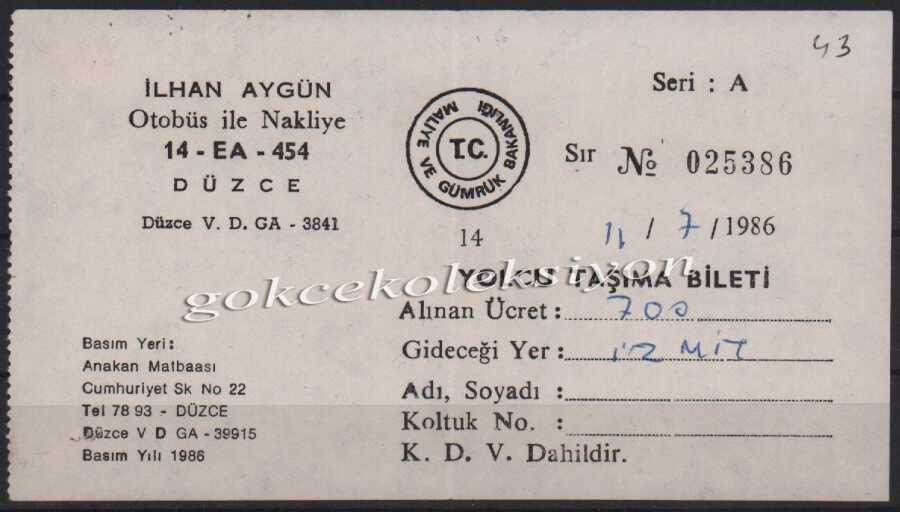 43
İLHAN AYGÜN
Otobüs ile Nakliye
14 - EA - 454
DÜZCE
Düzce V. D. GA - 3841
MALİYE VE GÜMRÜK BAKANLIĞI
T.C.
14
Seri : A
Sır № 025386
11 / 7 / 1986
YOLCU TAŞIMA BİLETİ
gokcekoleksiyon
Alınan Ücret : 700
Gideceği Yer : İZMİT
Adı, Soyadı :
Koltuk No. :
K. D. V. Dahildir.
Basım Yeri :
Anakan Matbaası
Cumhuriyet Sk No 22
Tel 78 93 - DÜZCE
Düzce V D GA - 39915
Basım Yılı 1986